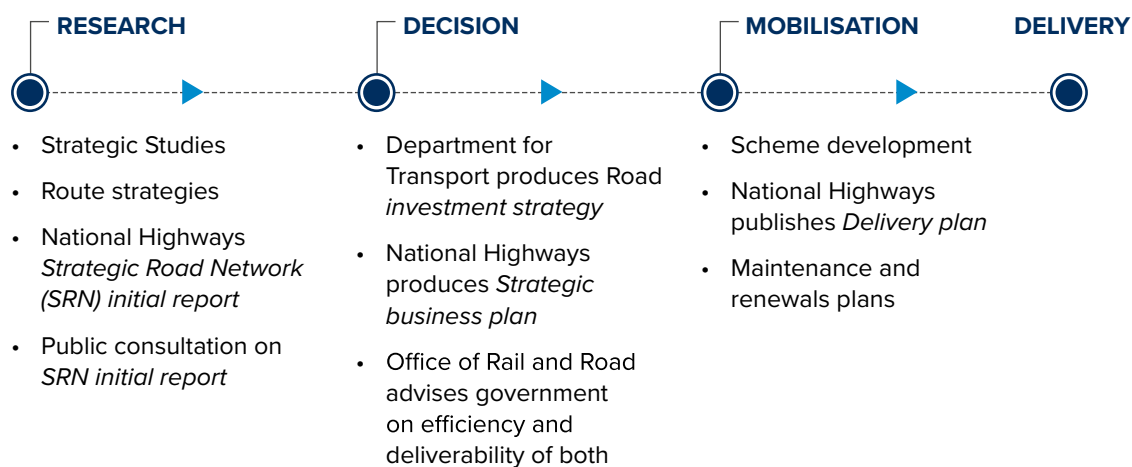 RESEARCH
DECISION
MOBILISATION
DELIVERY
• Strategic Studies
• Route strategies
• National Highways
Strategic Road Network
(SRN) initial report
• Public consultation on
SRN initial report
• Department for
Transport produces Road
investment strategy
• National Highways
produces Strategic
business plan
• Office of Rail and Road
advises government
on efficiency and
deliverability of both
• Scheme development
• National Highways
publishes Delivery plan
• Maintenance and
renewals plans